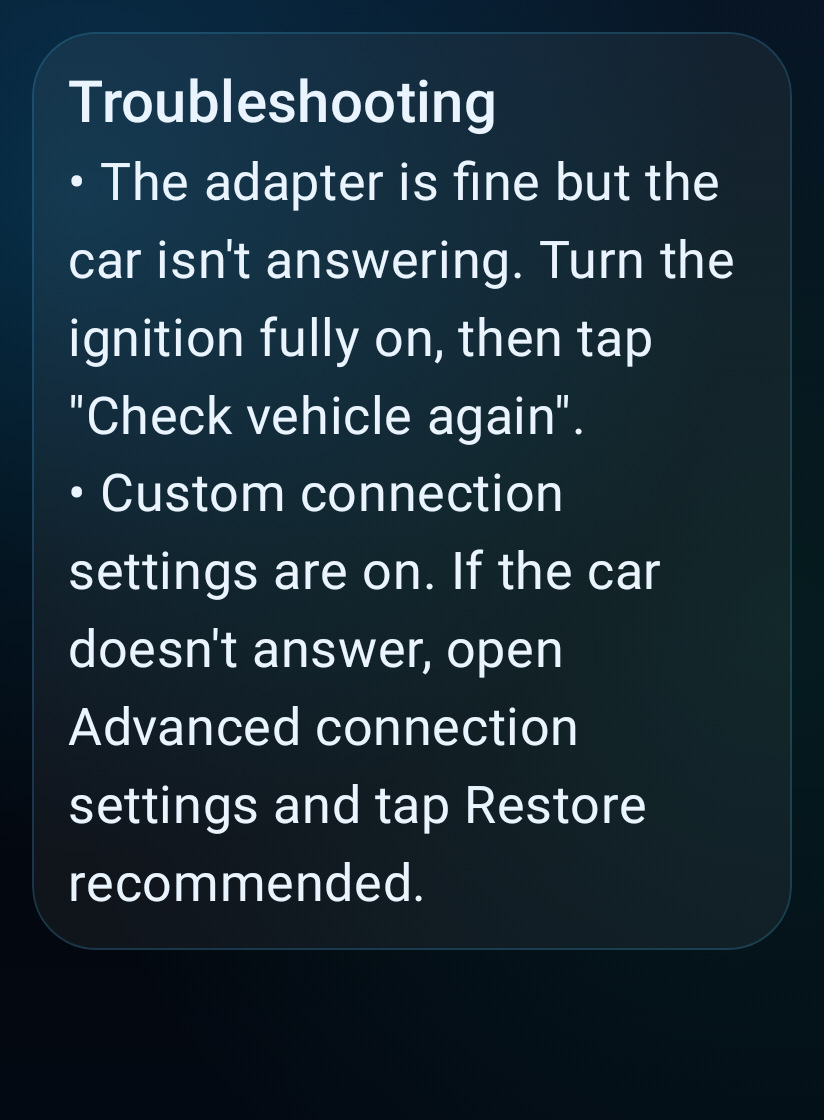 Troubleshooting
• The adapter is fine but the
car isn't answering. Turn the
ignition fully on, then tap
"Check vehicle again".
• Custom connection
settings are on. If the car
doesn't answer, open
Advanced connection
settings and tap Restore
recommended.